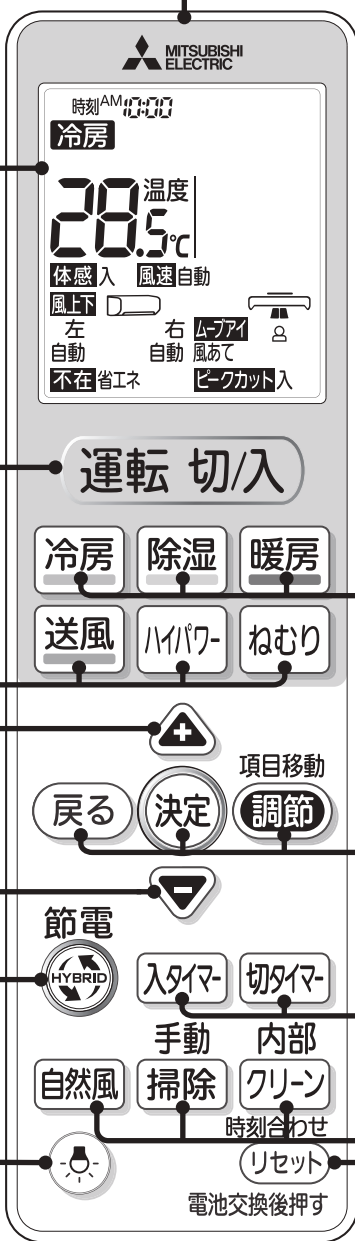 MITSUBISHI
ELECTRIC
時刻AM10:00
冷房
温度
28.5℃
体感 入 風速 自動
風上下
左 右 ムーブアイ
自動 自動 風あて
不在 省エネ ピークカット 入
運転 切/入
冷房 除湿 暖房
送風 ハイパワー ねむり
項目移動
戻る 決定 調節
節電
HYBRID 入タイマー 切タイマー
手動 内部
自然風 掃除 クリーン
時刻合わせ
リセット
電池交換後押す